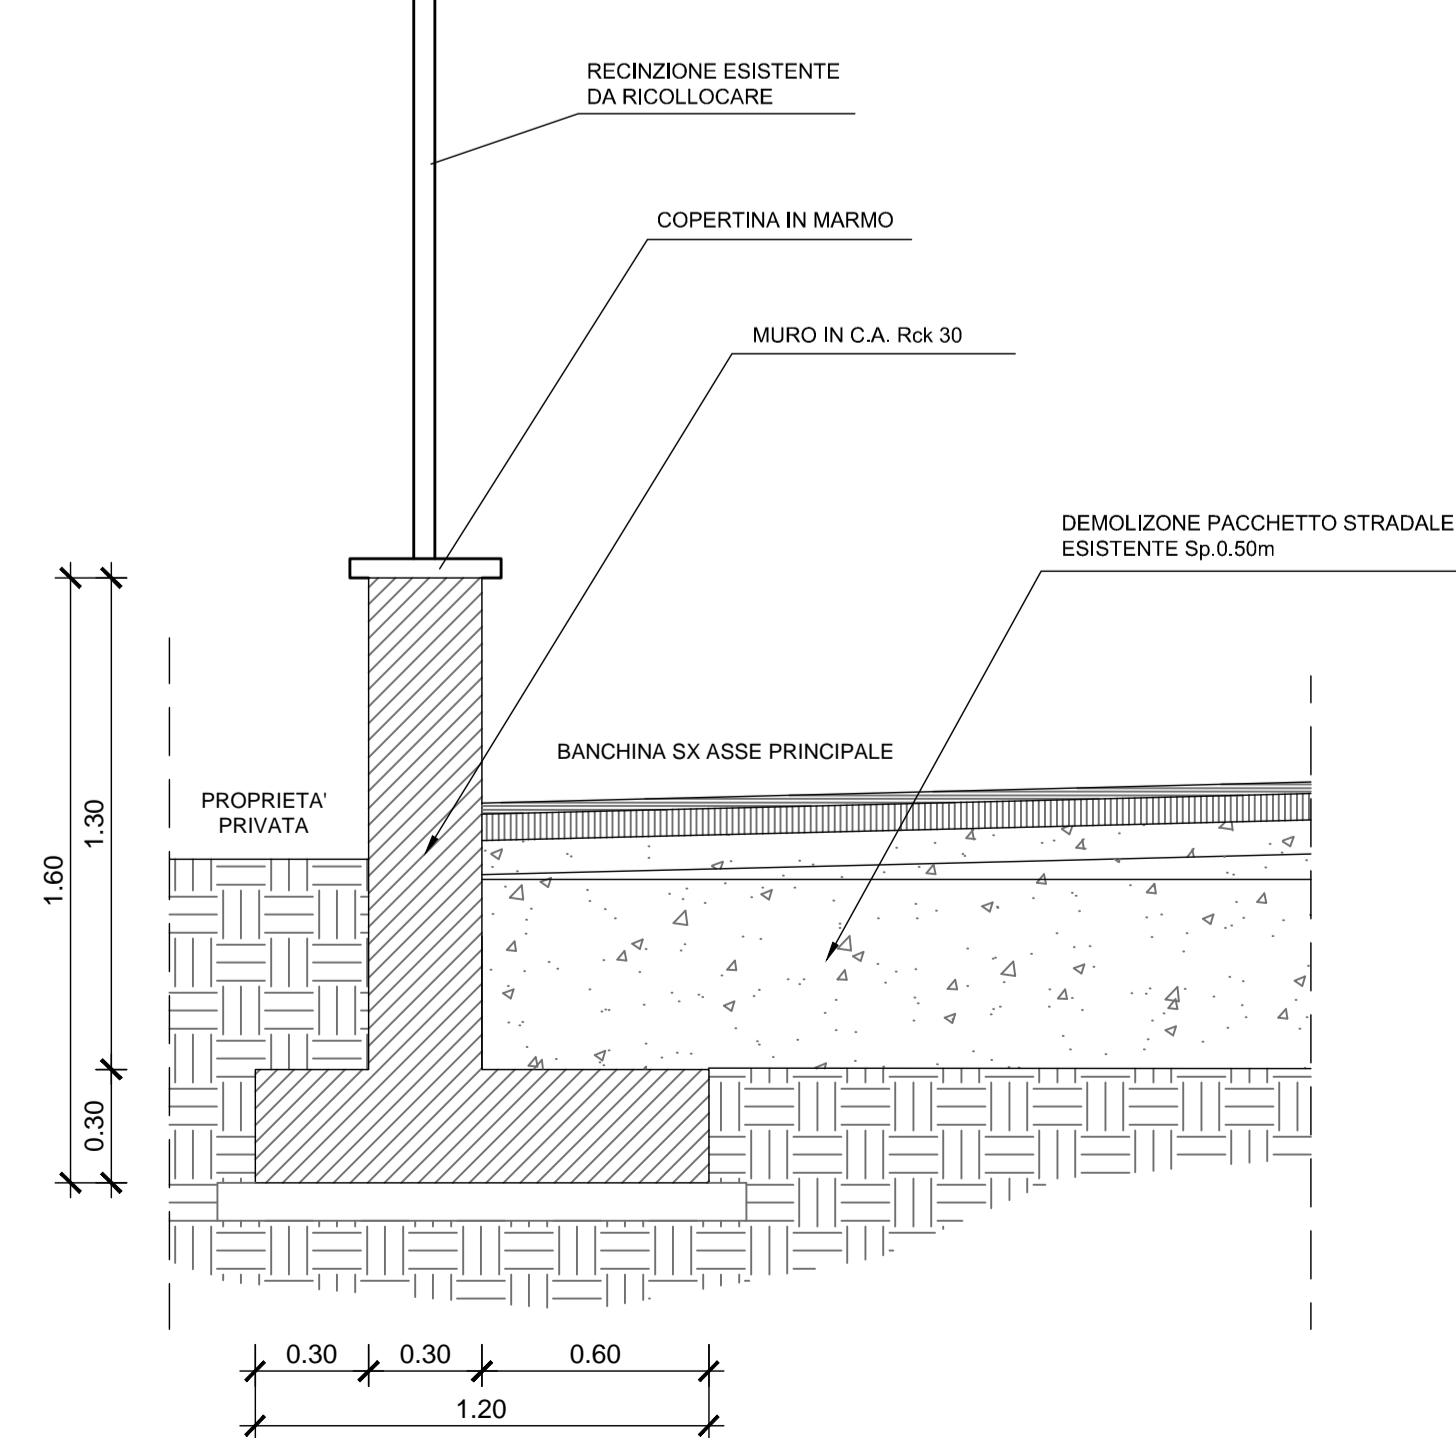 RECINZIONE ESISTENTE
DA RICOLLOCARE
COPERTINA IN MARMO
MURO IN C.A. Rck 30
DEMOLIZONE PACCHETTO STRADALE
ESISTENTE Sp.0.50m
BANCHINA SX ASSE PRINCIPALE
PROPRIETA'
PRIVATA
1.60
1.30
0.30
0.30
0.30
0.60
1.20